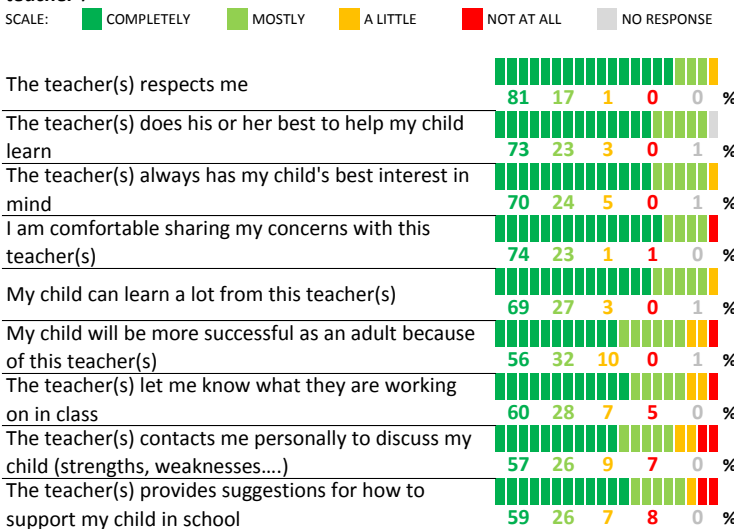 SCALE: COMPLETELY MOSTLY A LITTLE NOT AT ALL NO RESPONSE
The teacher(s) respects me
81 17 1 0 0 %
The teacher(s) does his or her best to help my child
learn
73 23 3 0 1 %
The teacher(s) always has my child's best interest in
mind
70 24 5 0 1 %
I am comfortable sharing my concerns with this
teacher(s)
74 23 1 1 0 %
My child can learn a lot from this teacher(s)
69 27 3 0 1 %
My child will be more successful as an adult because
of this teacher(s)
56 32 10 0 1 %
The teacher(s) let me know what they are working
on in class
60 28 7 5 0 %
The teacher(s) contacts me personally to discuss my
child (strengths, weaknesses....)
57 26 9 7 0 %
The teacher(s) provides suggestions for how to
support my child in school
59 26 7 8 0 %